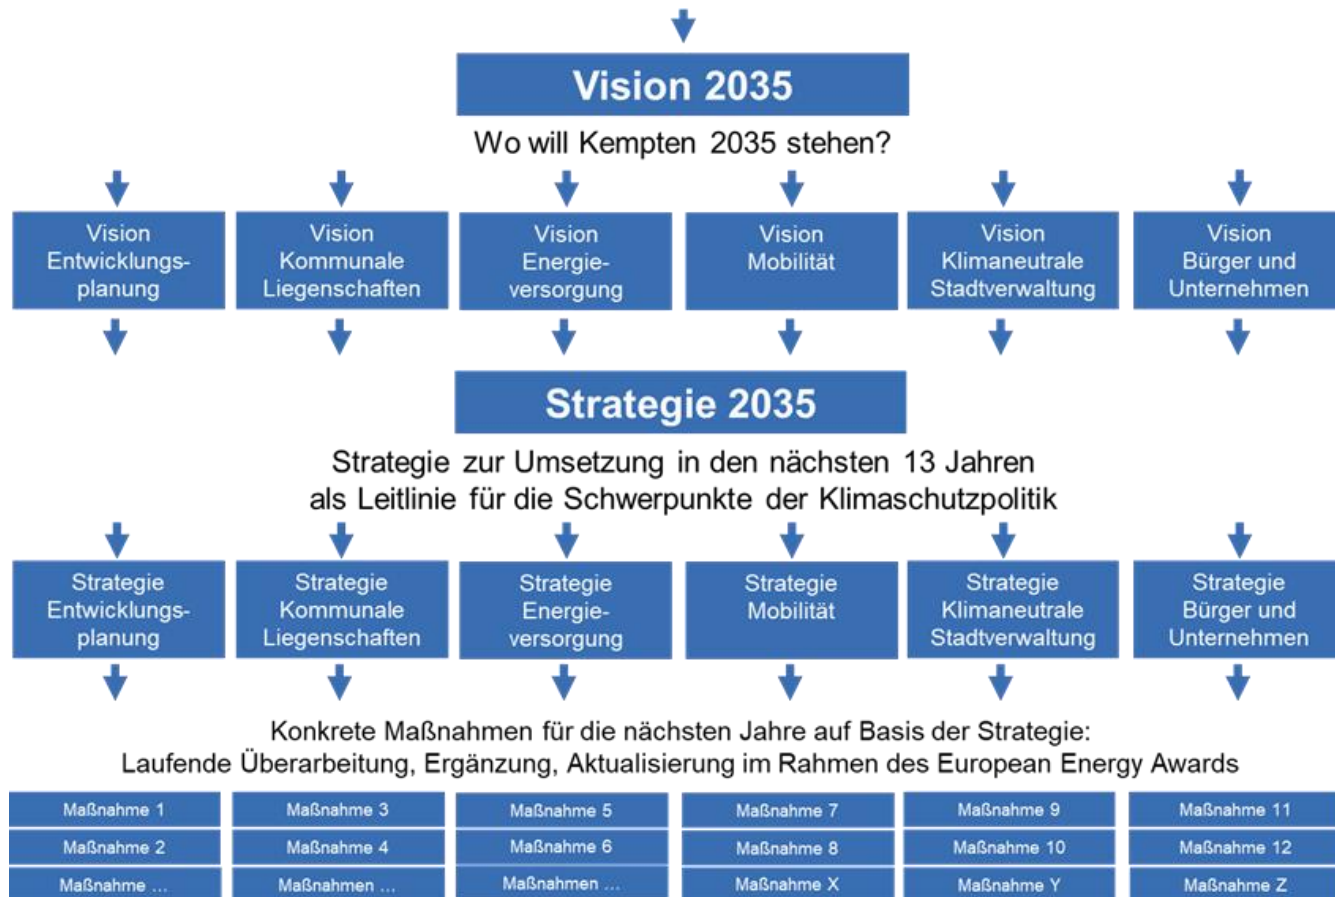 Vision 2035
Wo will Kempten 2035 stehen?
Vision
Entwicklungs-
planung
Vision
Kommunale
Liegenschaften
Vision
Energie-
versorgung
Vision
Mobilität
Vision
Klimaneutrale
Stadtverwaltung
Vision
Bürger und
Unternehmen
Strategie 2035
Strategie zur Umsetzung in den nächsten 13 Jahren
als Leitlinie für die Schwerpunkte der Klimaschutzpolitik
Strategie
Entwicklungs-
planung
Strategie
Kommunale
Liegenschaften
Strategie
Energie-
versorgung
Strategie
Mobilität
Strategie
Klimaneutrale
Stadtverwaltung
Strategie
Bürger und
Unternehmen
Konkrete Maßnahmen für die nächsten Jahre auf Basis der Strategie:
Laufende Überarbeitung, Ergänzung, Aktualisierung im Rahmen des European Energy Awards
Maßnahme 1
Maßnahme 3
Maßnahme 5
Maßnahme 7
Maßnahme 9
Maßnahme 11
Maßnahme 2
Maßnahme 4
Maßnahme 6
Maßnahme 8
Maßnahme 10
Maßnahme 12
Maßnahme ...
Maßnahmen ...
Maßnahmen ...
Maßnahme X
Maßnahme Y
Maßnahme Z